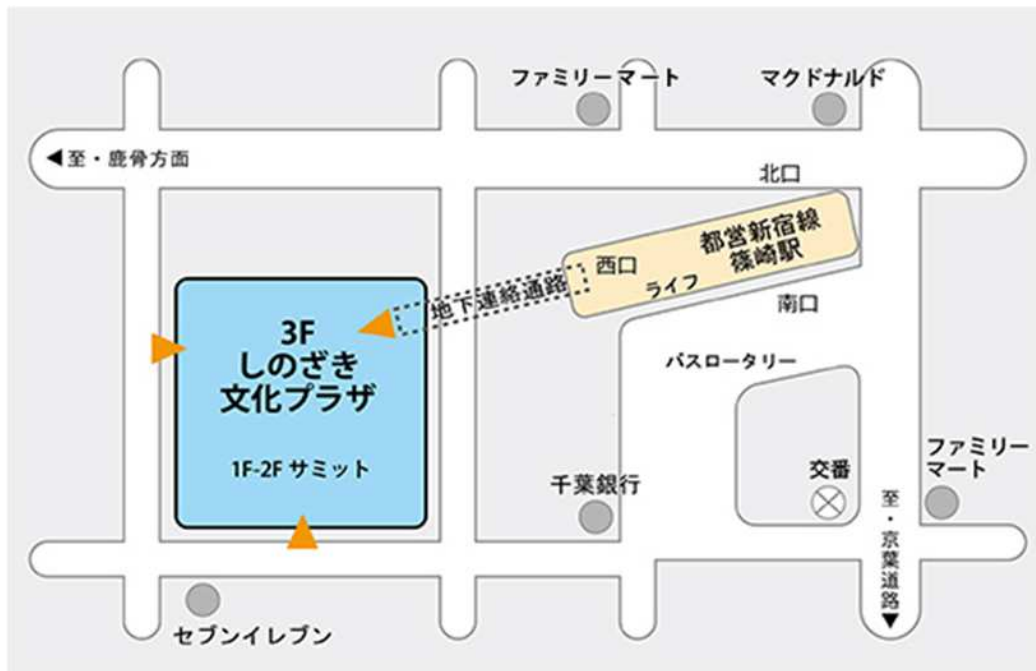 ファミリーマート
マクドナルド
◀至・鹿骨方面
北口
都営新宿線
篠崎駅
西口
ライフ
地下連絡通路
南口
3F
しのざき
文化プラザ
バスロータリー
1F-2F サミット
千葉銀行
交番
ファミリー
マート
至・京葉道路▶
セブンイレブン